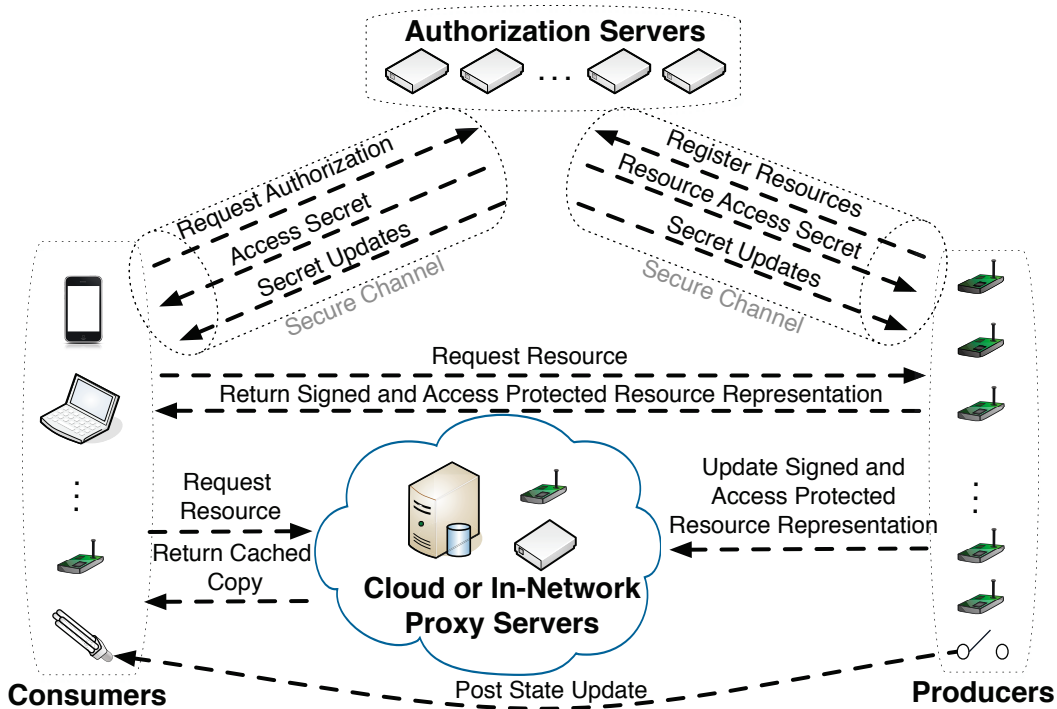 Authorization Servers
...
Request Authorization
Access Secret
Secret Updates
Secure Channel
Register Resources
Resource Access Secret
Secret Updates
Secure Channel
Request Resource
Return Signed and Access Protected Resource Representation
Request
Resource
Return Cached
Copy
Update Signed and
Access Protected
Resource Representation
Cloud or In-Network
Proxy Servers
Post State Update
Consumers
Producers